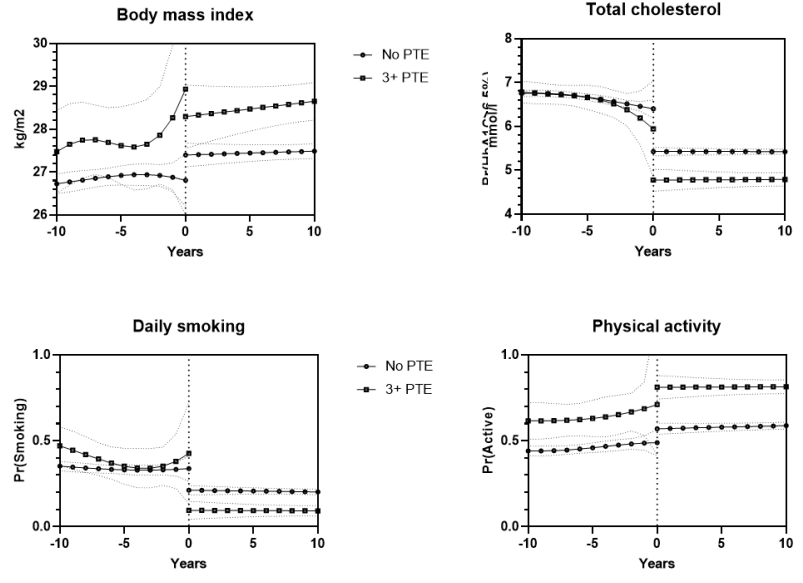 Body mass index
Total cholesterol
30
29
28
27
26
kg/m2
-10
-5
0
5
10
Years
No PTE
3+ PTE
8
7
6
5
4
mmol/l
-10
-5
0
5
10
Years
Daily smoking
Physical activity
1.0
0.5
0.0
Pr(Smoking)
-10
-5
0
5
10
Years
No PTE
3+ PTE
1.0
0.5
0.0
Pr(Active)
-10
-5
0
5
10
Years